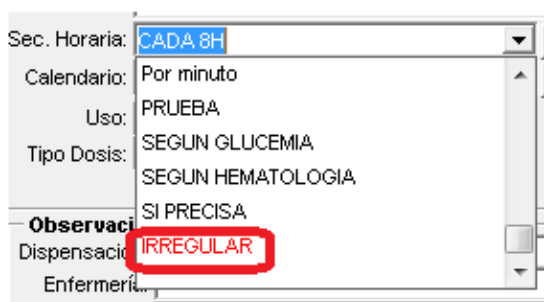 Sec. Horaria: CADA 8H
Calendario: Por minuto
Uso: PRUEBA
Tipo Dosis: SEGUN GLUCEMIA
SEGUN HEMATOLOGIA
SI PRECISA
Observaci
Dispensació IRREGULAR
Enfermería